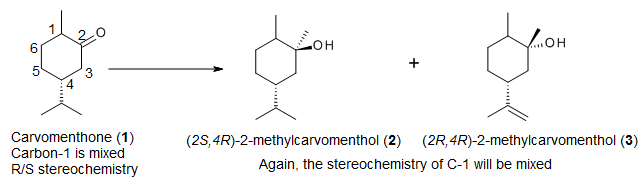 1
2
O
6
5
3
4
OH
+
OH
Carvomenthone (1)
Carbon-1 is mixed
R/S stereochemistry
(2S,4R)-2-methylcarvomenthol (2)
(2R,4R)-2-methylcarvomenthol (3)
Again, the stereochemistry of C-1 will be mixed